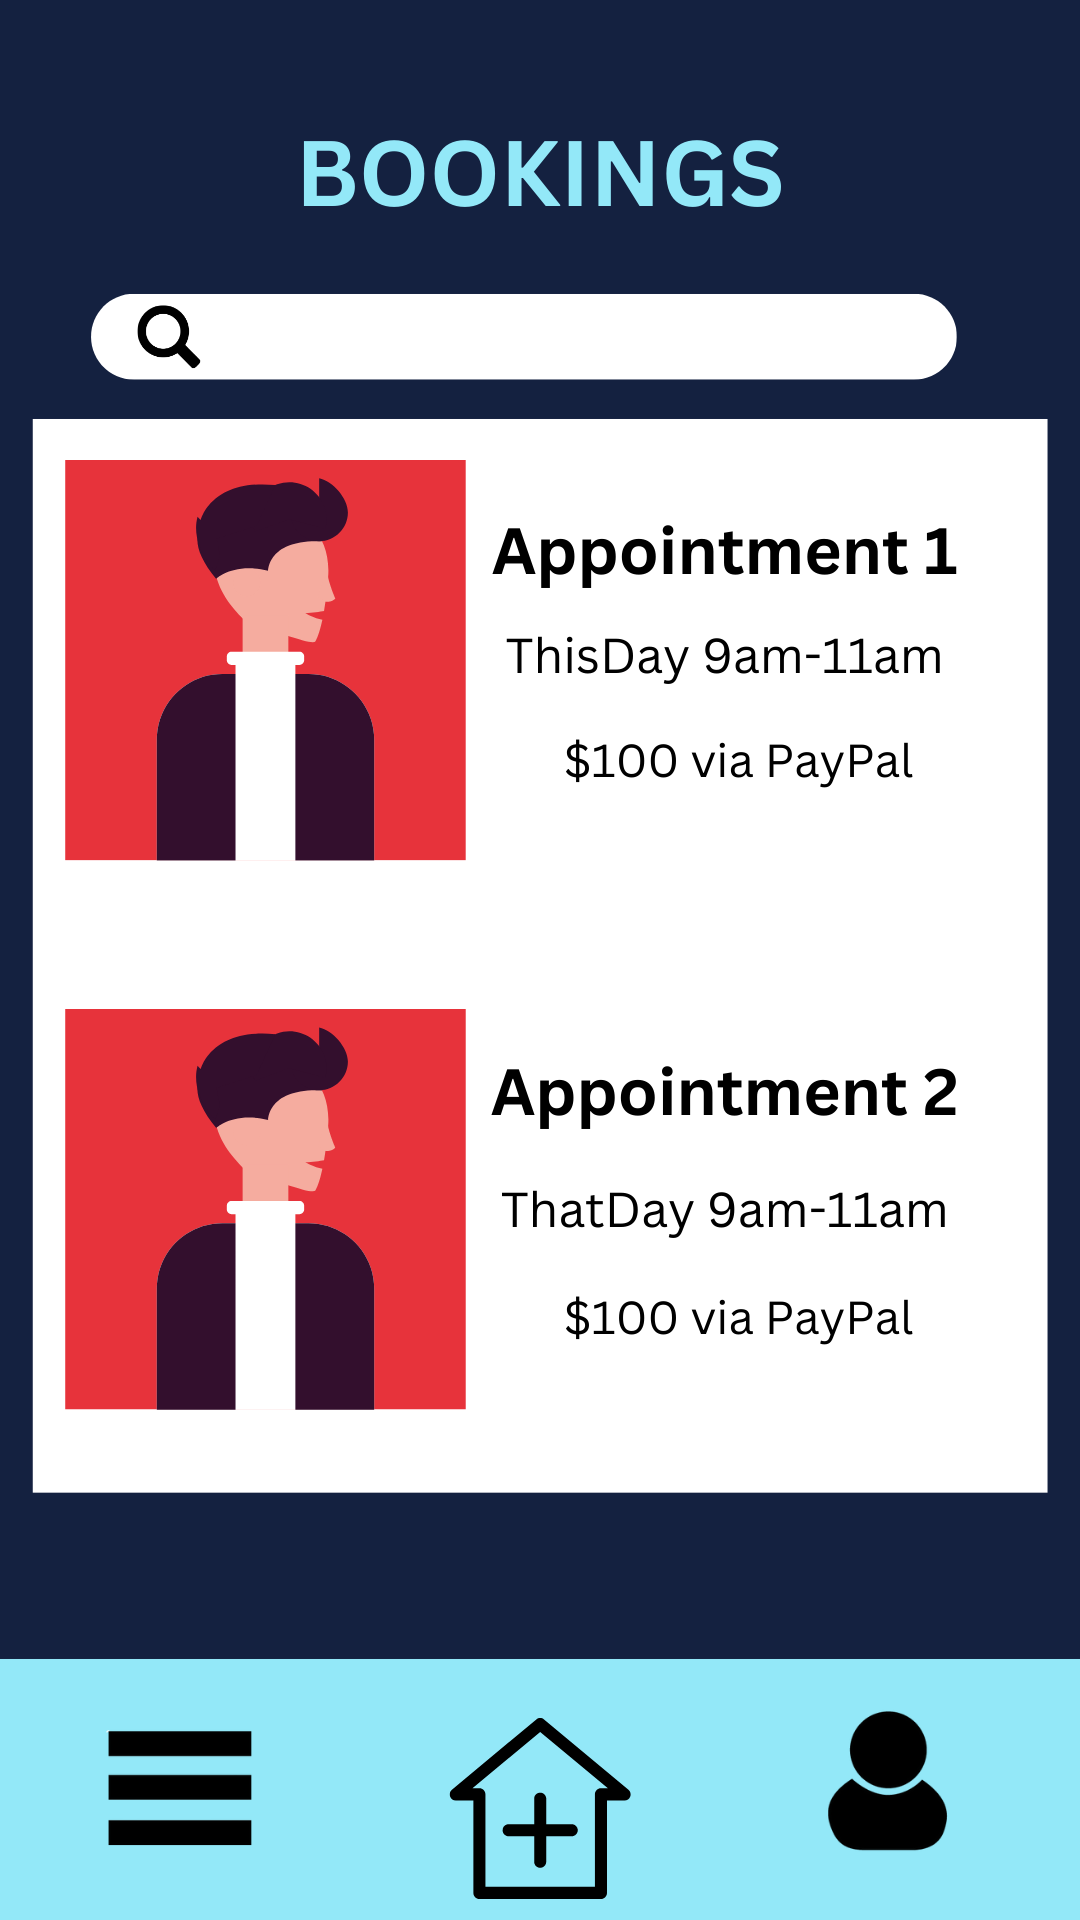 BOOKINGS
Appointment 1
ThisDay 9am-11am
$100 via PayPal
Appointment 2
ThatDay 9am-11am
$100 via PayPal